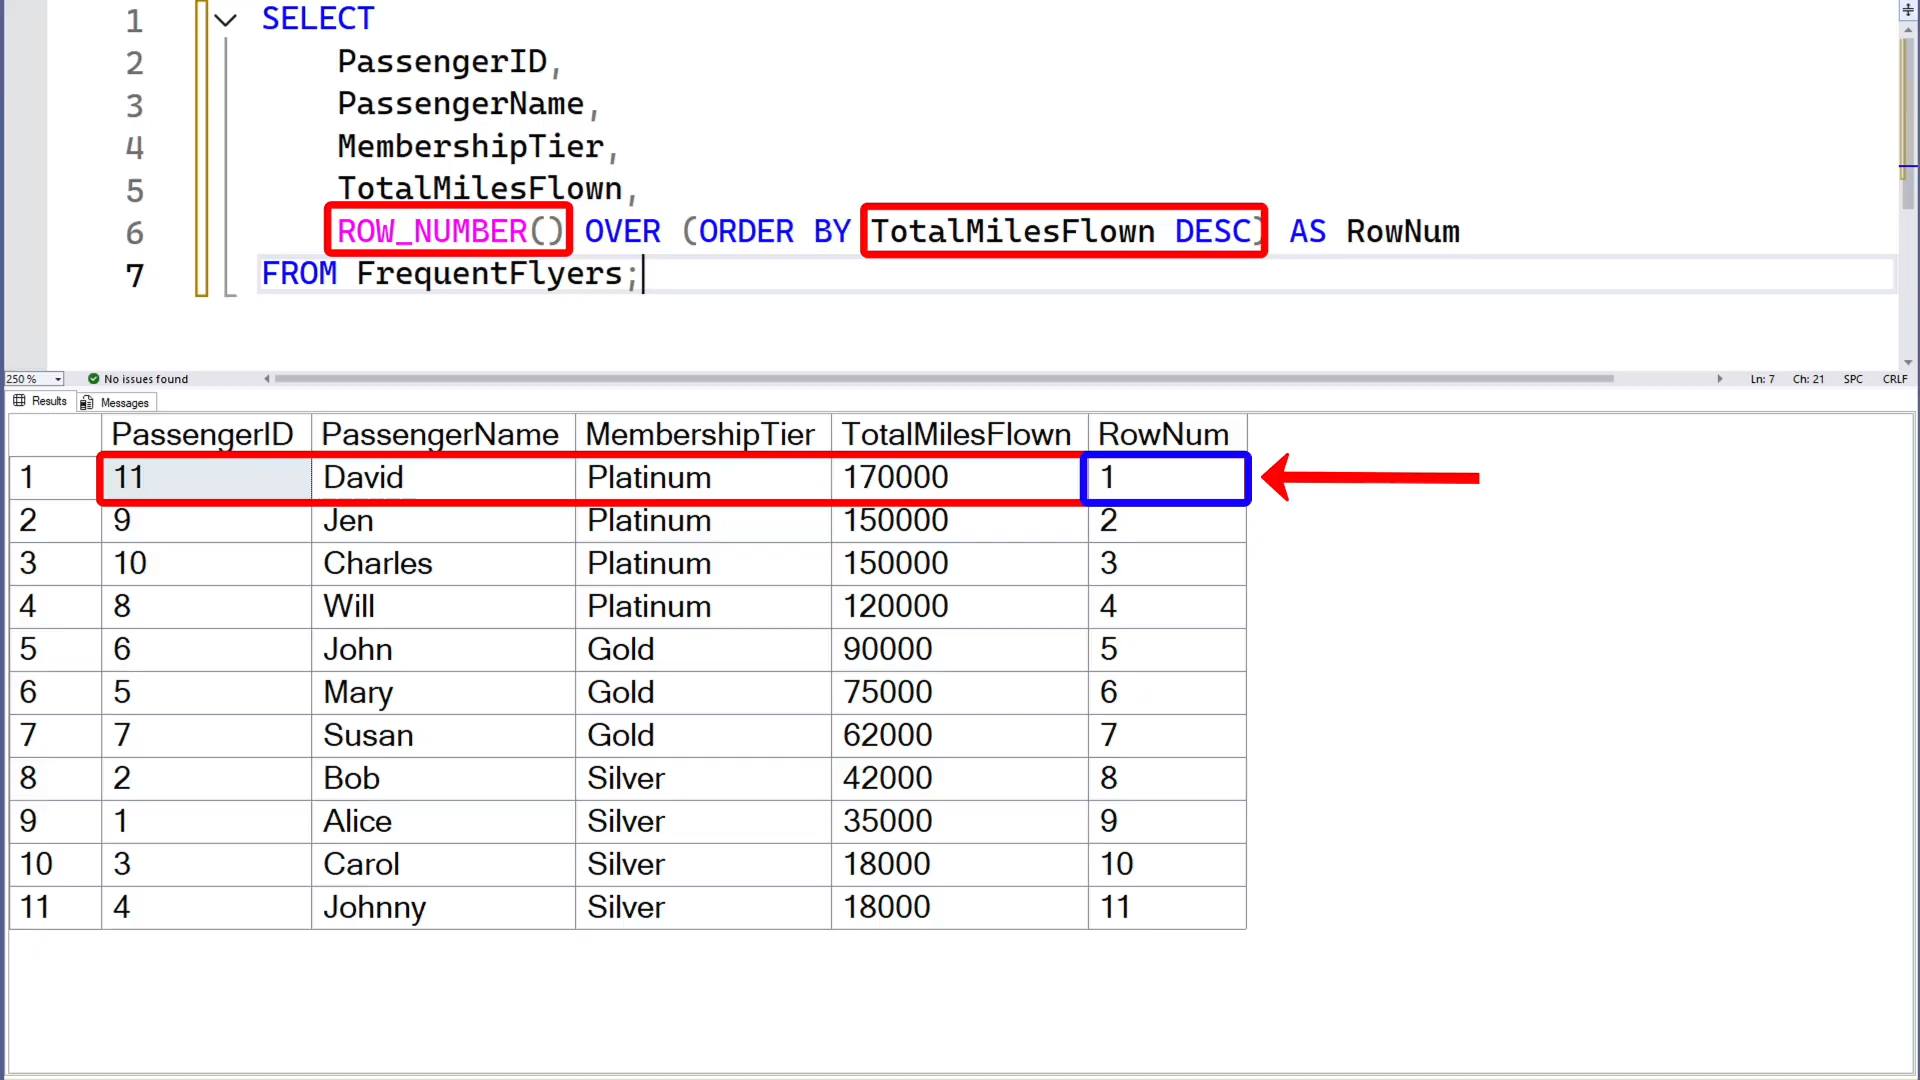 1 SELECT
2 PassengerID,
3 PassengerName,
4 MembershipTier,
5 TotalMilesFlown,
6 ROW_NUMBER() OVER (ORDER BY TotalMilesFlown DESC) AS RowNum
7 FROM FrequentFlyers;
250 % No issues found Ln: 7 Ch: 21 SPC CRLF
Results Messages
PassengerID PassengerName MembershipTier TotalMilesFlown RowNum
1 11 David Platinum 170000 1
2 9 Jen Platinum 150000 2
3 10 Charles Platinum 150000 3
4 8 Will Platinum 120000 4
5 6 John Gold 90000 5
6 5 Mary Gold 75000 6
7 7 Susan Gold 62000 7
8 2 Bob Silver 42000 8
9 1 Alice Silver 35000 9
10 3 Carol Silver 18000 10
11 4 Johnny Silver 18000 11